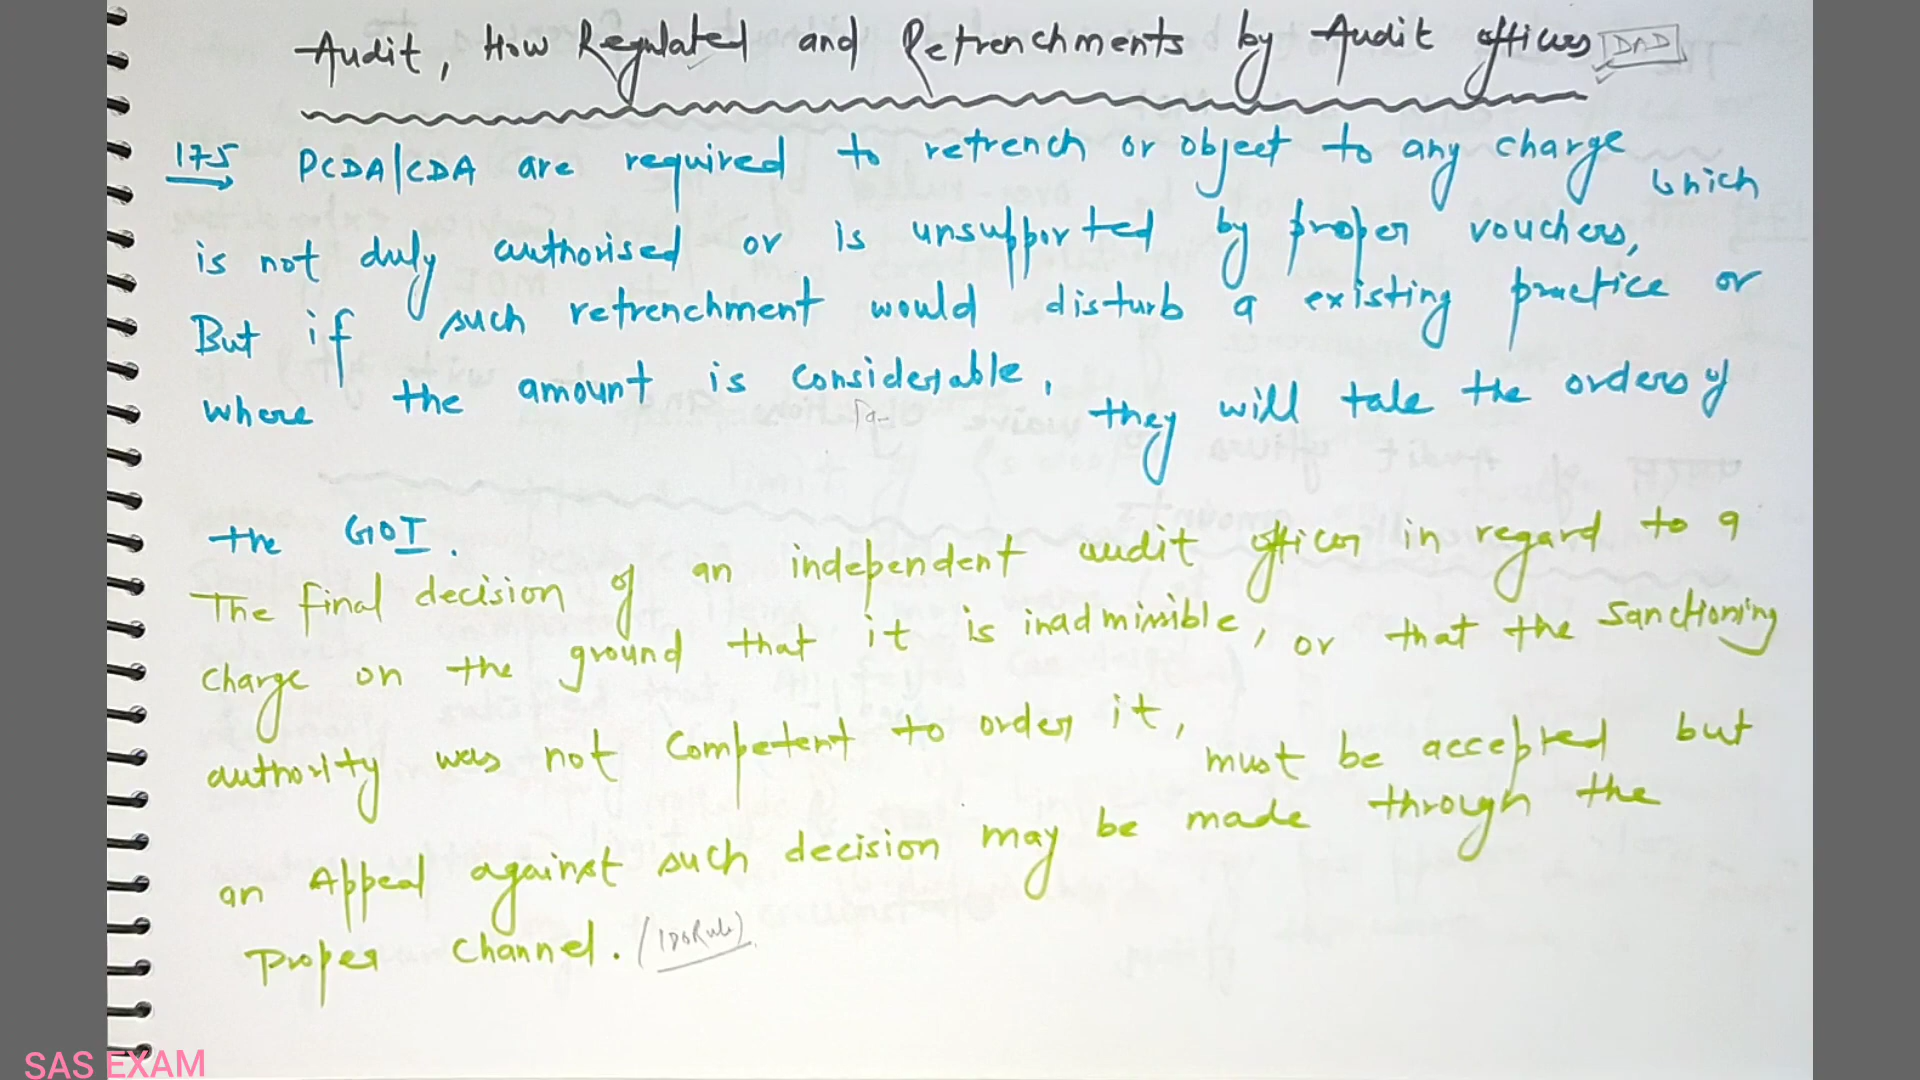 Audit, How Regulated and Retrenchments by Audit offices DAD
175 PCDA/CDA are required to retrench or object to any charge which
is not duly authorised or is unsupported by proper vouchers,
But if such retrenchment would disturb a existing practice or
where the amount is considerable, they will take the orders of
the GOI.
The final decision of an independent audit officer in regard to a
charge on the ground that it is inadmissible, or that the sanctioning
authority was not competent to order it, must be accepted but
an Appeal against such decision may be made through the
proper channel.
SAS EXAM